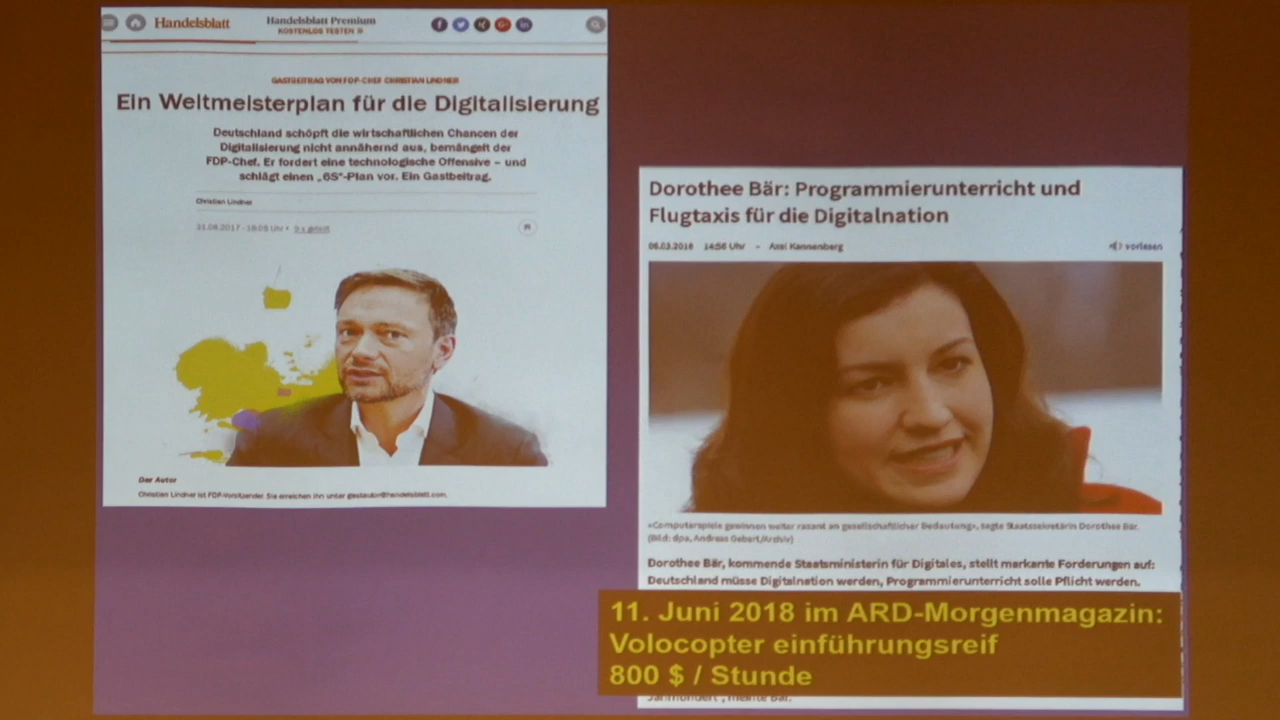 Handelsblatt
Handelsblatt Premium
KOSTENLOS TESTEN »
GASTBEITRAG VON FDP-CHEF CHRISTIAN LINDNER
Ein Weltmeisterplan für die Digitalisierung
Deutschland schöpft die wirtschaftlichen Chancen der
Digitalisierung nicht annähernd aus, bemängelt der
FDP-Chef. Er fordert eine technologische Offensive – und
schlägt einen „6S“-Plan vor. Ein Gastbeitrag.
Christian Lindner
31.08.2017 - 18:08 Uhr •
Der Autor
Christian Lindner ist FDP-Vorsitzender. Sie erreichen ihn unter gastautor@handelsblatt.com.
Dorothee Bär: Programmierunterricht und
Flugtaxis für die Digitalnation
06.03.2018 14:56 Uhr – Axel Kannenberg
vorlesen
«Computerspiele gewinnen weiter rasant an gesellschaftlicher Bedeutung», sagte Staatssekretärin Dorothee Bär.
(Bild: dpa, Andreas Gebert/Archiv)
Dorothee Bär, kommende Staatsministerin für Digitales, stellt markante Forderungen auf:
Deutschland müsse Digitalnation werden, Programmierunterricht solle Pflicht werden.
11. Juni 2018 im ARD-Morgenmagazin:
Volocopter einführungsreif
800 $ / Stunde